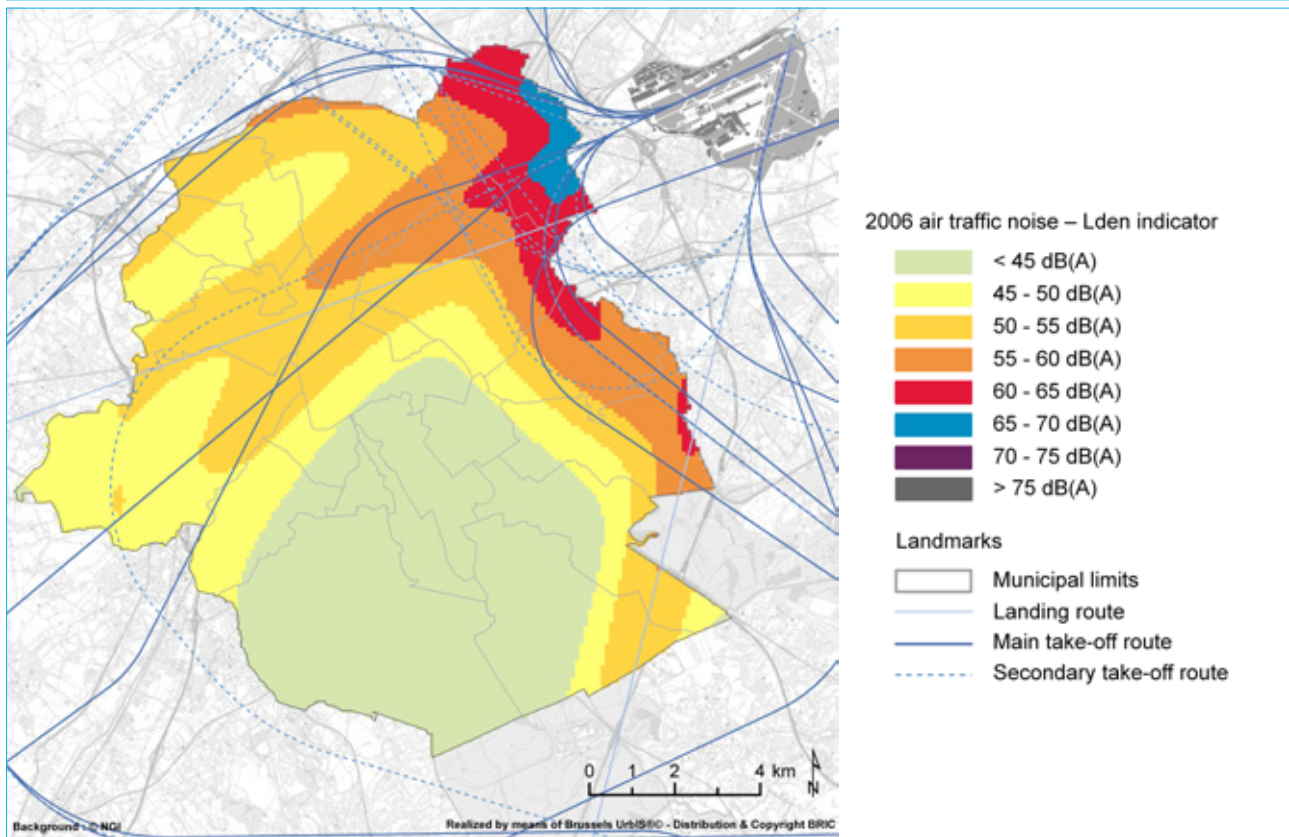 2006 air traffic noise – Lden indicator
< 45 dB(A)
45 - 50 dB(A)
50 - 55 dB(A)
55 - 60 dB(A)
60 - 65 dB(A)
65 - 70 dB(A)
70 - 75 dB(A)
> 75 dB(A)
Landmarks
Municipal limits
Landing route
Main take-off route
Secondary take-off route
0 1 2 4 km
N
Background : © NGI
Realized by means of Brussels UrbIS®© - Distribution & Copyright BRIC